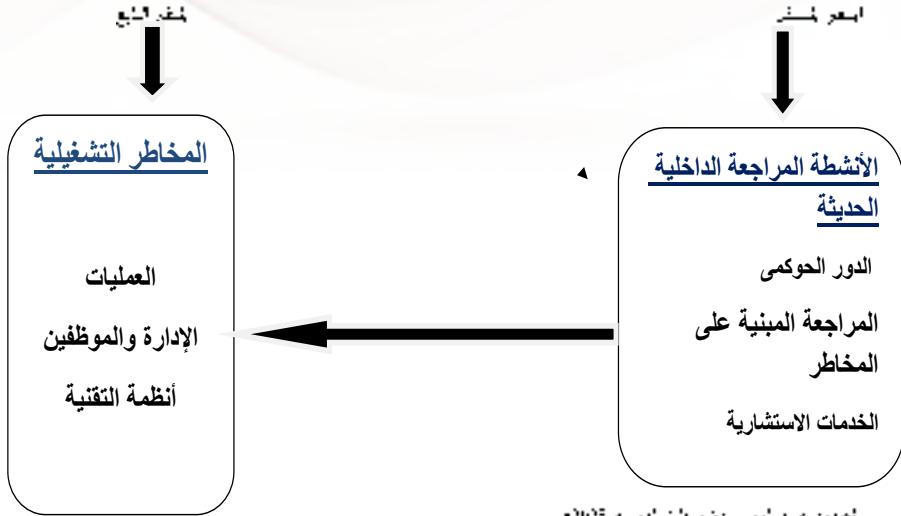 الأنشطة المراجعة الداخلية
الحديثة
الدور الحوكمى
المراجعة المبنية على
المخاطر
الخدمات الاستشارية
المخاطر التشغيلية
العمليات
الإدارة والموظفين
أنظمة التقنية